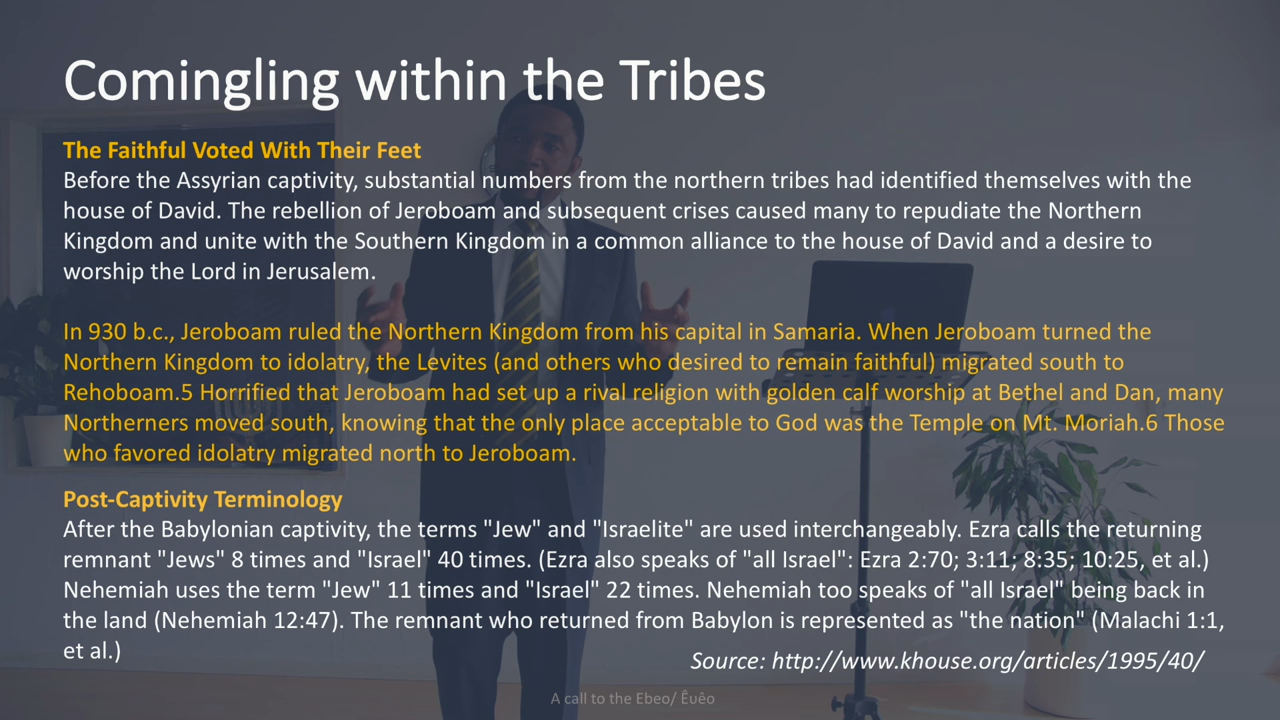 Comingling within the Tribes
The Faithful Voted With Their Feet
Before the Assyrian captivity, substantial numbers from the northern tribes had identified themselves with the
house of David. The rebellion of Jeroboam and subsequent crises caused many to repudiate the Northern
Kingdom and unite with the Southern Kingdom in a common alliance to the house of David and a desire to
worship the Lord in Jerusalem.
In 930 b.c., Jeroboam ruled the Northern Kingdom from his capital in Samaria. When Jeroboam turned the
Northern Kingdom to idolatry, the Levites (and others who desired to remain faithful) migrated south to
Rehoboam.5 Horrified that Jeroboam had set up a rival religion with golden calf worship at Bethel and Dan, many
Northerners moved south, knowing that the only place acceptable to God was the Temple on Mt. Moriah.6 Those
who favored idolatry migrated north to Jeroboam.
Post-Captivity Terminology
After the Babylonian captivity, the terms "Jew" and "Israelite" are used interchangeably. Ezra calls the returning
remnant "Jews" 8 times and "Israel" 40 times. (Ezra also speaks of "all Israel": Ezra 2:70; 3:11; 8:35; 10:25, et al.)
Nehemiah uses the term "Jew" 11 times and "Israel" 22 times. Nehemiah too speaks of "all Israel" being back in
the land (Nehemiah 12:47). The remnant who returned from Babylon is represented as "the nation" (Malachi 1:1,
et al.)
Source: http://www.khouse.org/articles/1995/40/
A call to the Ebeo/ Êʋêo